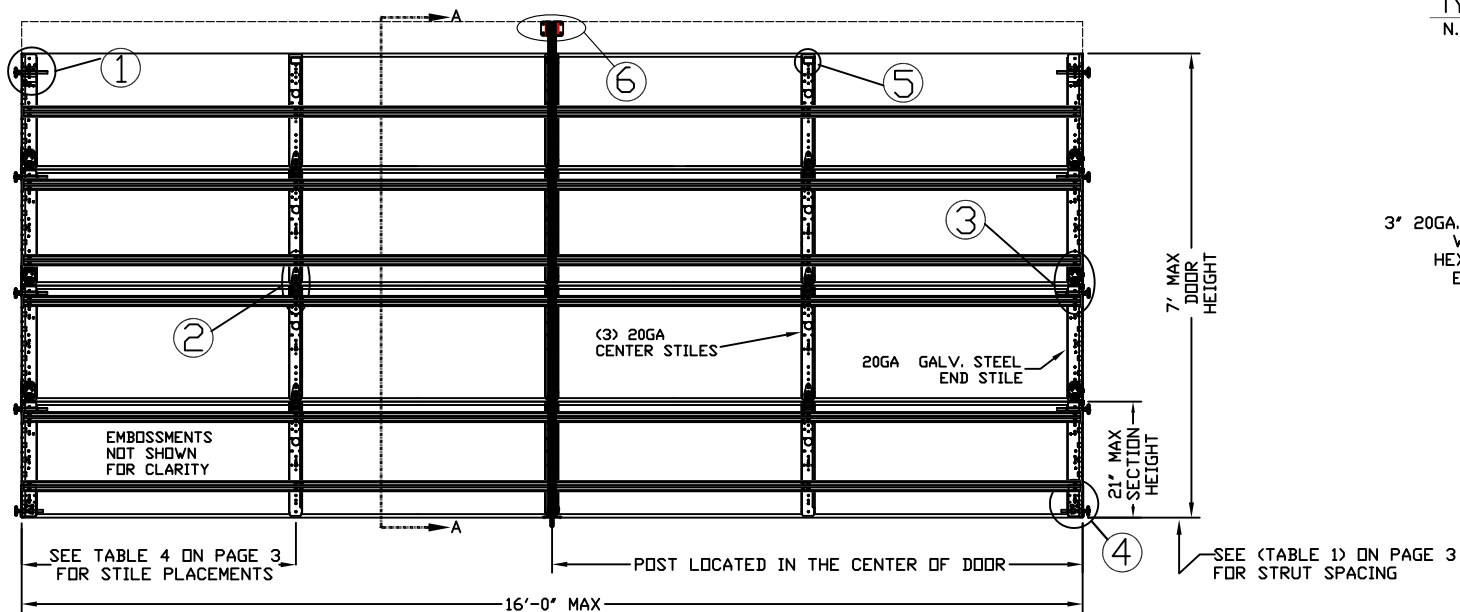 TY
N.
A
1
6
5
3" 20GA.
HEX
E
3
7' MAX
DOOR
HEIGHT
2
(3) 20GA
CENTER STILES
20GA GALV. STEEL
END STILE
EMBOSSMENTS
NOT SHOWN
FOR CLARITY
21" MAX
SECTION
HEIGHT
A
4
SEE TABLE 4 ON PAGE 3
FOR STILE PLACEMENTS
POST LOCATED IN THE CENTER OF DOOR
SEE (TABLE 1) ON PAGE 3
FOR STRUT SPACING
16'-0" MAX